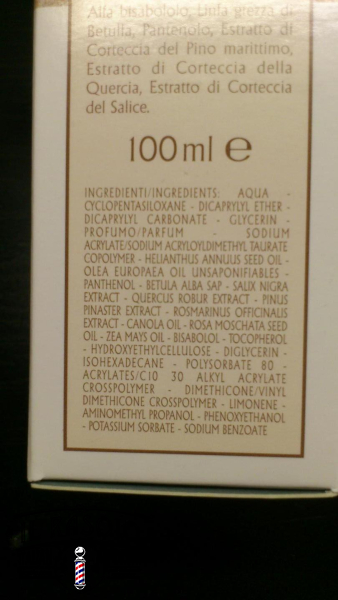 Alfa bisabololo, Linfa grezza di
Betulla, Pantenolo, Estratto di
Corteccia del Pino marittimo,
Estratto di Corteccia della
Quercia, Estratto di Corteccia
del Salice.
100 ml e
INGREDIENTI/INGREDIENTS: AQUA -
CYCLOPENTASILOXANE - DICAPRYLYL ETHER -
DICAPRYLYL CARBONATE - GLYCERIN -
PROFUMO/PARFUM - SODIUM
ACRYLATE/SODIUM ACRYLOYLDIMETHYL TAURATE
COPOLYMER - HELIANTHUS ANNUUS SEED OIL -
OLEA EUROPAEA OIL UNSAPONIFIABLES -
PANTHENOL - BETULA ALBA SAP - SALIX NIGRA
EXTRACT - QUERCUS ROBUR EXTRACT - PINUS
PINASTER EXTRACT - ROSMARINUS OFFICINALIS
EXTRACT - CANOLA OIL - ROSA MOSCHATA SEED
OIL - ZEA MAYS OIL - BISABOLOL - TOCOPHEROL
- HYDROXYETHYLCELLULOSE - DIGLYCERIN -
ISOHEXADECANE - POLYSORBATE 80 -
ACRYLATES/C10 30 ALKYL ACRYLATE
CROSSPOLYMER - DIMETHICONE/VINYL
DIMETHICONE CROSSPOLYMER - LIMONENE -
AMINOMETHYL PROPANOL - PHENOXYETHANOL
- POTASSIUM SORBATE - SODIUM BENZOATE